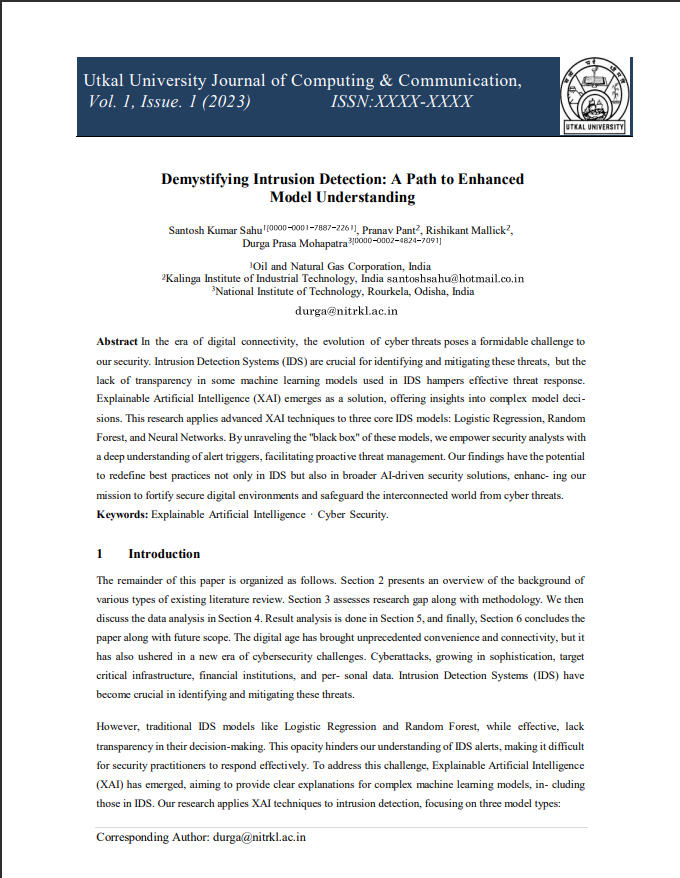 Utkal University Journal of Computing & Communication,
Vol. 1, Issue. 1 (2023) ISSN:XXXX-XXXX
UTKAL UNIVERSITY
Demystifying Intrusion Detection: A Path to Enhanced
Model Understanding
Santosh Kumar Sahu1[0000−0001−7887−2261], Pranav Pant2, Rishikant Mallick2,
Durga Prasa Mohapatra3[0000−0002−4824−7091]
1Oil and Natural Gas Corporation, India
2Kalinga Institute of Industrial Technology, India santoshsahu@hotmail.co.in
3National Institute of Technology, Rourkela, Odisha, India
durga@nitrkl.ac.in
Abstract In the era of digital connectivity, the evolution of cyber threats poses a formidable challenge to
our security. Intrusion Detection Systems (IDS) are crucial for identifying and mitigating these threats, but the
lack of transparency in some machine learning models used in IDS hampers effective threat response.
Explainable Artificial Intelligence (XAI) emerges as a solution, offering insights into complex model deci-
sions. This research applies advanced XAI techniques to three core IDS models: Logistic Regression, Random
Forest, and Neural Networks. By unraveling the "black box" of these models, we empower security analysts with
a deep understanding of alert triggers, facilitating proactive threat management. Our findings have the potential
to redefine best practices not only in IDS but also in broader AI-driven security solutions, enhanc- ing our
mission to fortify secure digital environments and safeguard the interconnected world from cyber threats.
Keywords: Explainable Artificial Intelligence · Cyber Security.
1 Introduction
The remainder of this paper is organized as follows. Section 2 presents an overview of the background of
various types of existing literature review. Section 3 assesses research gap along with methodology. We then
discuss the data analysis in Section 4. Result analysis is done in Section 5, and finally, Section 6 concludes the
paper along with future scope. The digital age has brought unprecedented convenience and connectivity, but it
has also ushered in a new era of cybersecurity challenges. Cyberattacks, growing in sophistication, target
critical infrastructure, financial institutions, and per- sonal data. Intrusion Detection Systems (IDS) have
become crucial in identifying and mitigating these threats.
However, traditional IDS models like Logistic Regression and Random Forest, while effective, lack
transparency in their decision-making. This opacity hinders our understanding of IDS alerts, making it difficult
for security practitioners to respond effectively. To address this challenge, Explainable Artificial Intelligence
(XAI) has emerged, aiming to provide clear explanations for complex machine learning models, in- cluding
those in IDS. Our research applies XAI techniques to intrusion detection, focusing on three model types:
Corresponding Author: durga@nitrkl.ac.in